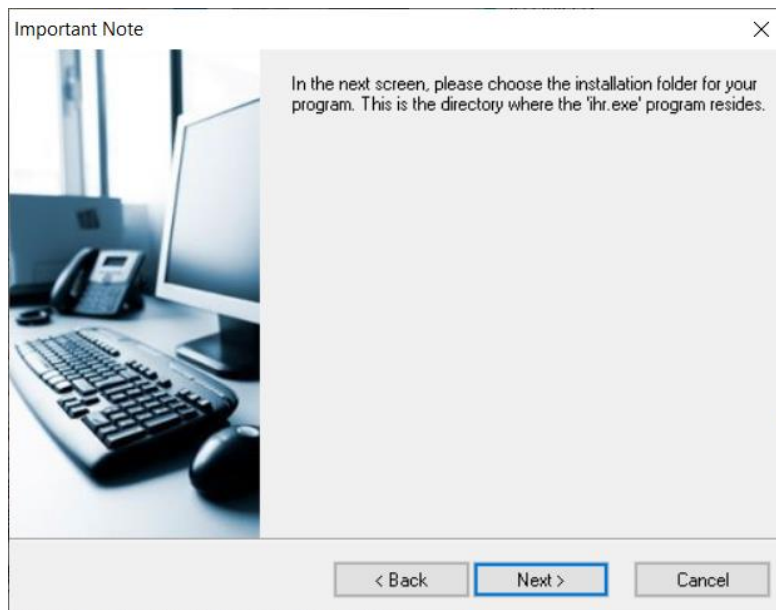 Important Note
In the next screen, please choose the installation folder for your
program. This is the directory where the 'ihr.exe' program resides.
< Back
Next >
Cancel